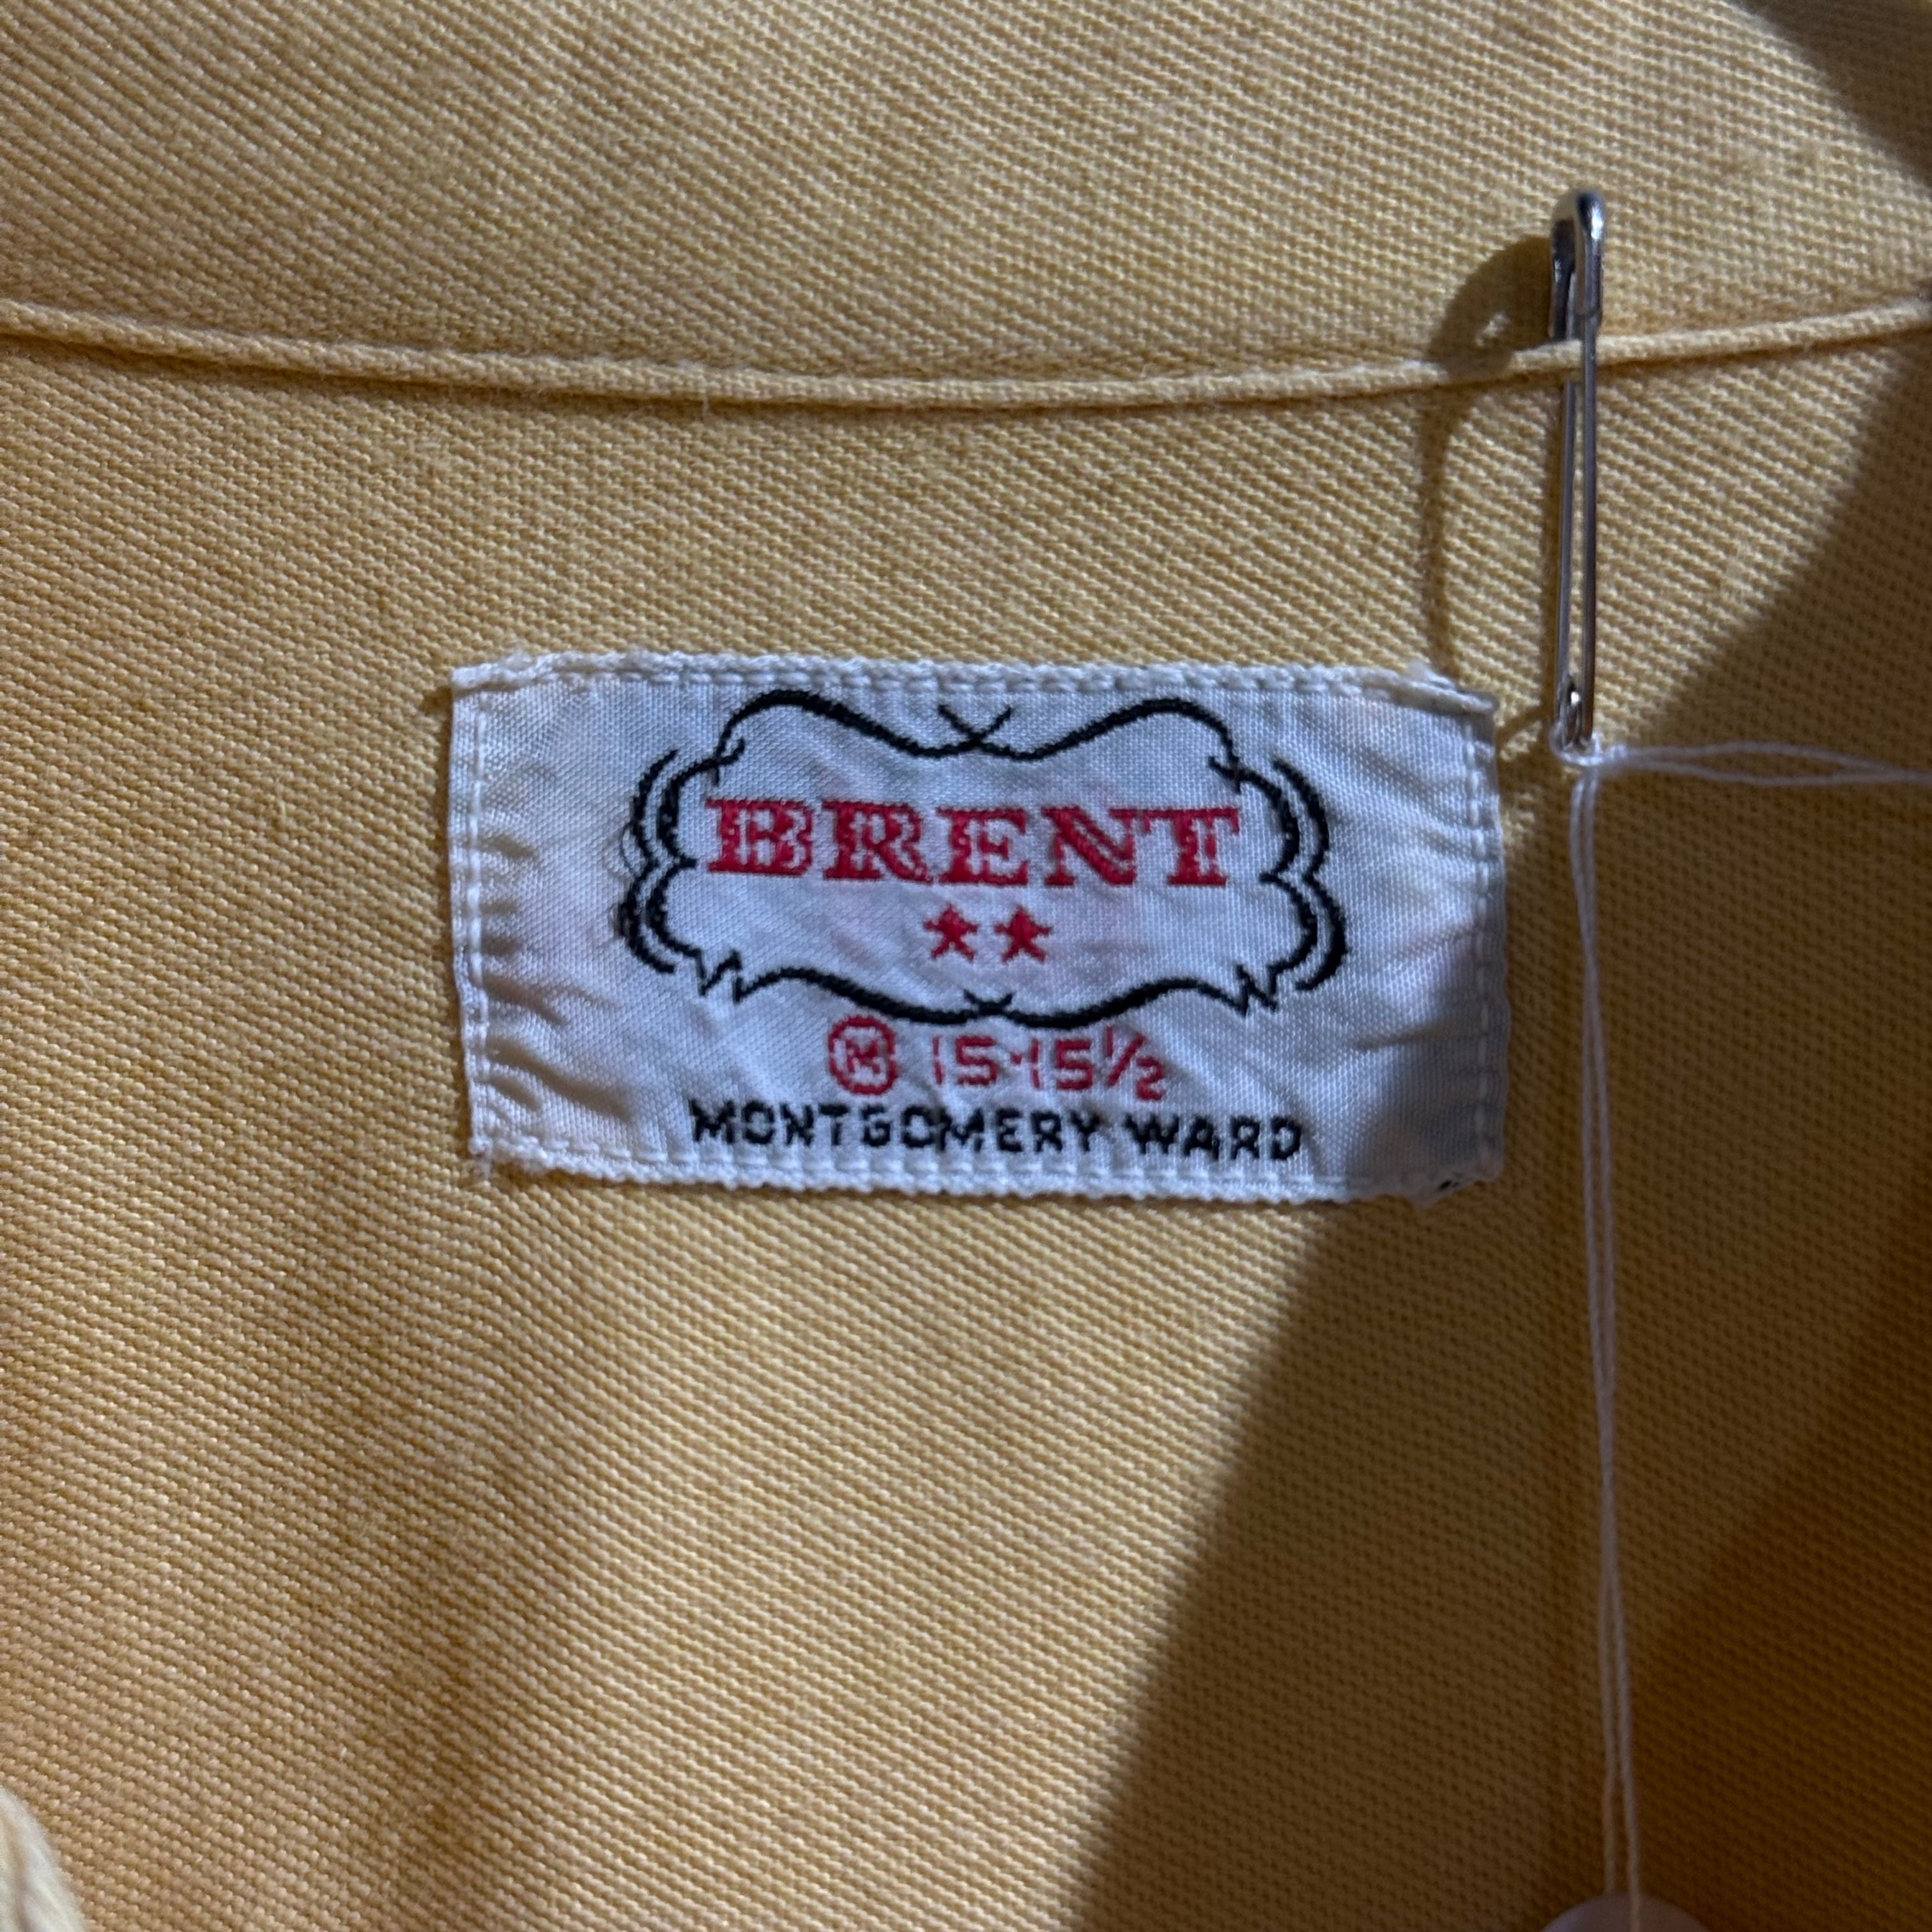 BRENT
★★
Ⓜ 15-15½
MONTGOMERY WARD